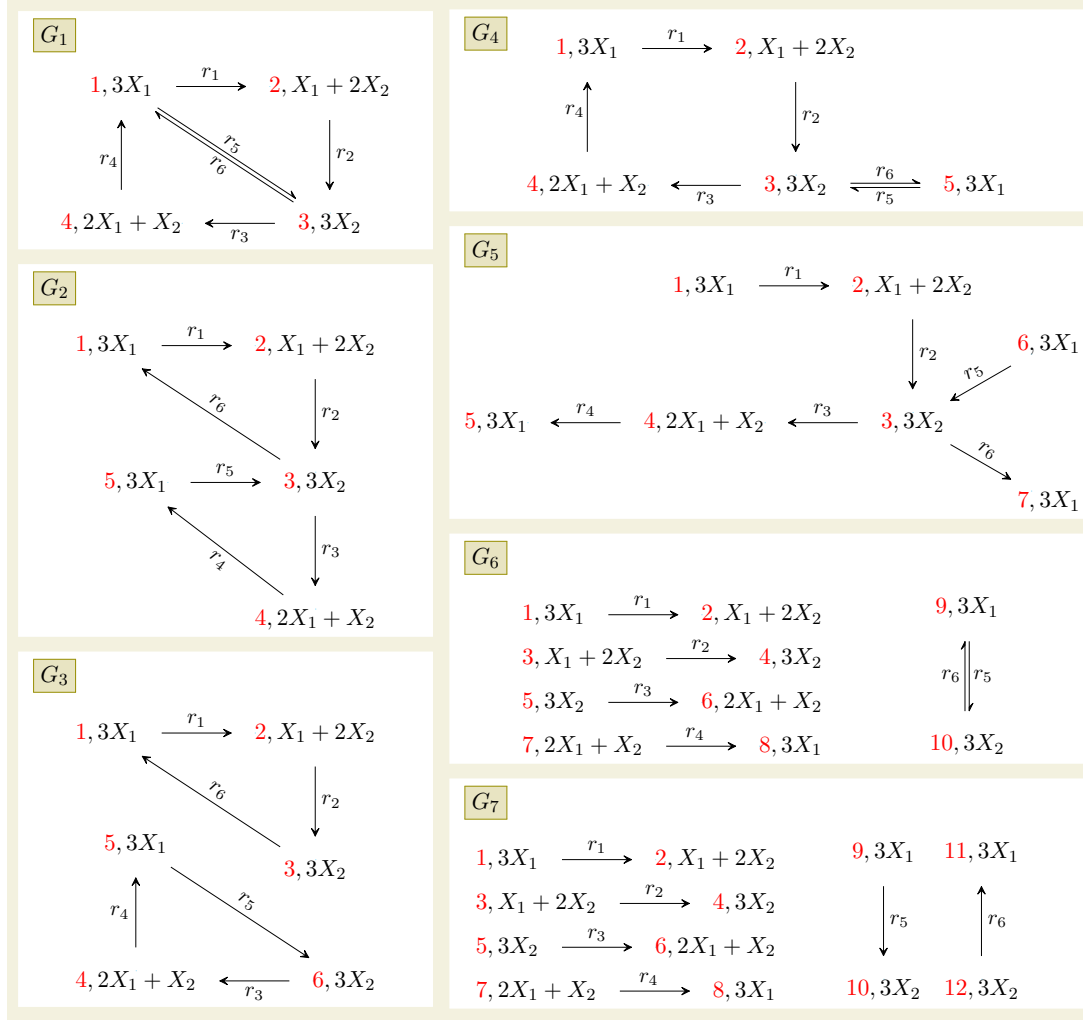 G₁
1, 3X₁ r₁ 2, X₁ + 2X₂
r₄ r₅ r₆ r₂
4, 2X₁ + X₂ r₃ 3, 3X₂
G₂
1, 3X₁ r₁ 2, X₁ + 2X₂
r₆ r₂
5, 3X₁ r₅ 3, 3X₂
r₄ r₃
4, 2X₁ + X₂
G₃
1, 3X₁ r₁ 2, X₁ + 2X₂
r₆ r₂
5, 3X₁ 3, 3X₂
r₄ r₅
4, 2X₁ + X₂ r₃ 6, 3X₂
G₄
1, 3X₁ r₁ 2, X₁ + 2X₂
r₄ r₂
4, 2X₁ + X₂ r₃ 3, 3X₂ r₆ r₅ 5, 3X₁
G₅
1, 3X₁ r₁ 2, X₁ + 2X₂
r₂ r₅ 6, 3X₁
5, 3X₁ r₄ 4, 2X₁ + X₂ r₃ 3, 3X₂
r₆ 7, 3X₁
G₆
1, 3X₁ r₁ 2, X₁ + 2X₂
3, X₁ + 2X₂ r₂ 4, 3X₂
5, 3X₂ r₃ 6, 2X₁ + X₂
7, 2X₁ + X₂ r₄ 8, 3X₁
9, 3X₁
r₆ r₅
10, 3X₂
G₇
1, 3X₁ r₁ 2, X₁ + 2X₂
3, X₁ + 2X₂ r₂ 4, 3X₂
5, 3X₂ r₃ 6, 2X₁ + X₂
7, 2X₁ + X₂ r₄ 8, 3X₁
9, 3X₁ 11, 3X₁
r₅ r₆
10, 3X₂ 12, 3X₂